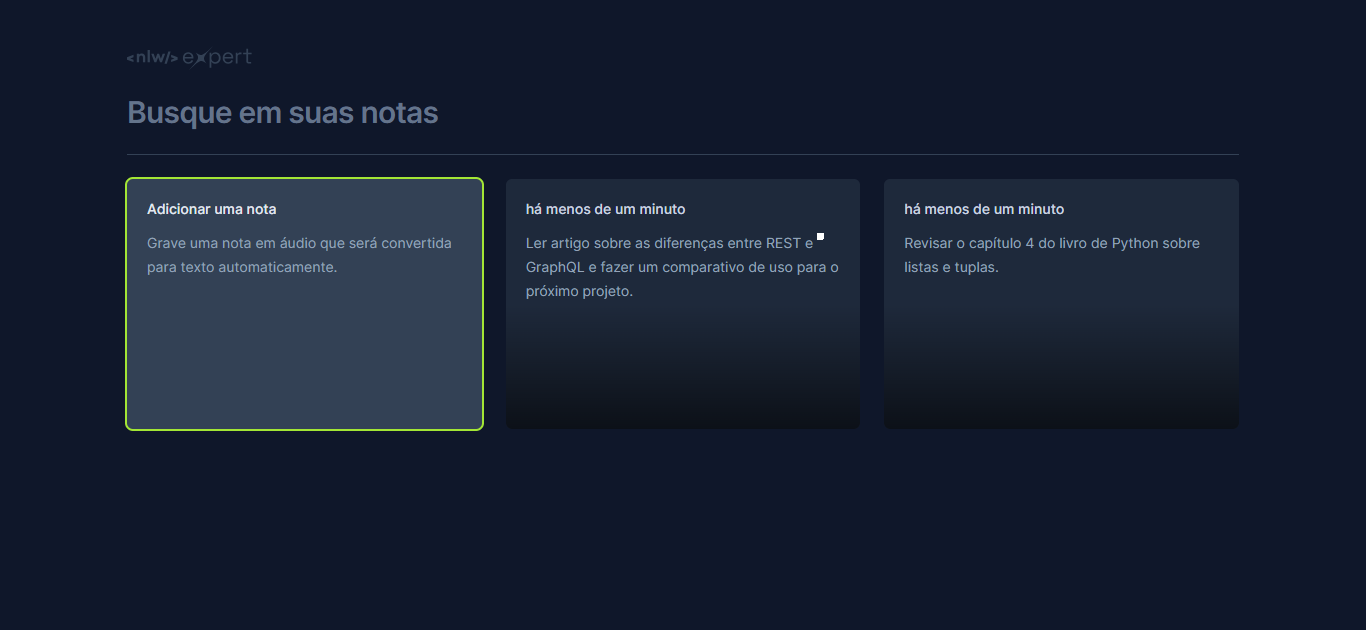 <nlw/> expert
Busque em suas notas
Adicionar uma nota
Grave uma nota em áudio que será convertida
para texto automaticamente.
há menos de um minuto
Ler artigo sobre as diferenças entre REST e
GraphQL e fazer um comparativo de uso para o
próximo projeto.
há menos de um minuto
Revisar o capítulo 4 do livro de Python sobre
listas e tuplas.